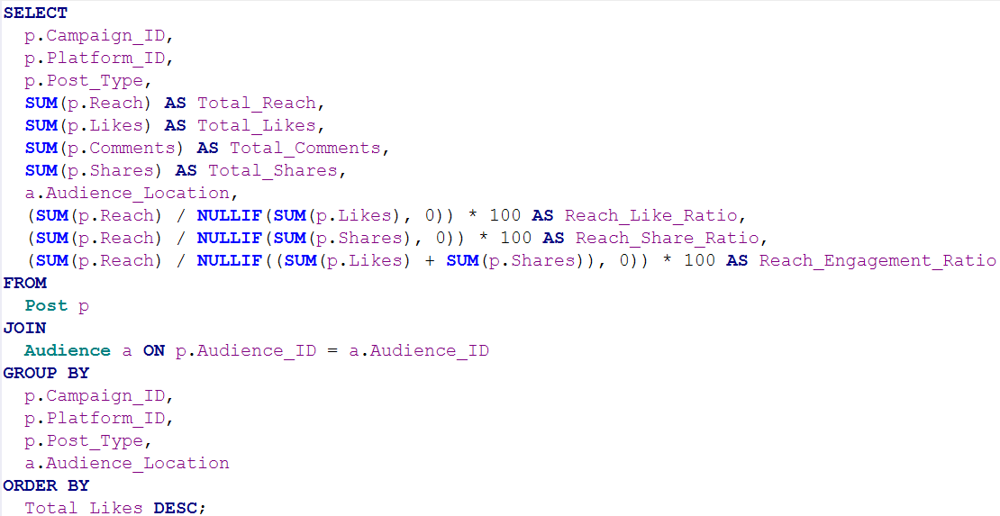 SELECT
p.Campaign_ID,
p.Platform_ID,
p.Post_Type,
SUM(p.Reach) AS Total_Reach,
SUM(p.Likes) AS Total_Likes,
SUM(p.Comments) AS Total_Comments,
SUM(p.Shares) AS Total_Shares,
a.Audience_Location,
(SUM(p.Reach) / NULLIF(SUM(p.Likes), 0)) * 100 AS Reach_Like_Ratio,
(SUM(p.Reach) / NULLIF(SUM(p.Shares), 0)) * 100 AS Reach_Share_Ratio,
(SUM(p.Reach) / NULLIF((SUM(p.Likes) + SUM(p.Shares)), 0)) * 100 AS Reach_Engagement_Ratio
FROM
Post p
JOIN
Audience a ON p.Audience_ID = a.Audience_ID
GROUP BY
p.Campaign_ID,
p.Platform_ID,
p.Post_Type,
a.Audience_Location
ORDER BY
Total_Likes DESC;